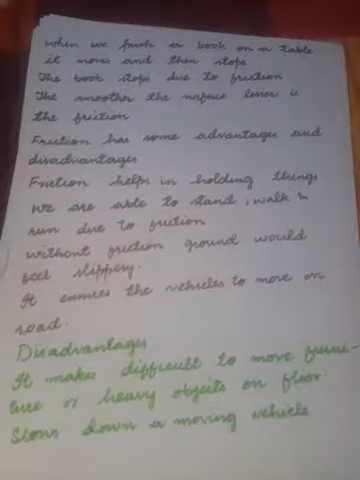 when we push a book on a table
it moves and then stops
The book stops due to friction
The smoother the surface lesser is
the friction
Friction has some advantages and
disadvantages
Friction helps in holding things
we are able to stand, walk &
run due to friction
without friction ground would
feel slippery.
It ensures the vehicles to move on
road.
Disadvantages
It makes difficult to move furni-
ture or heavy objects on floor
Slows down a moving vehicle